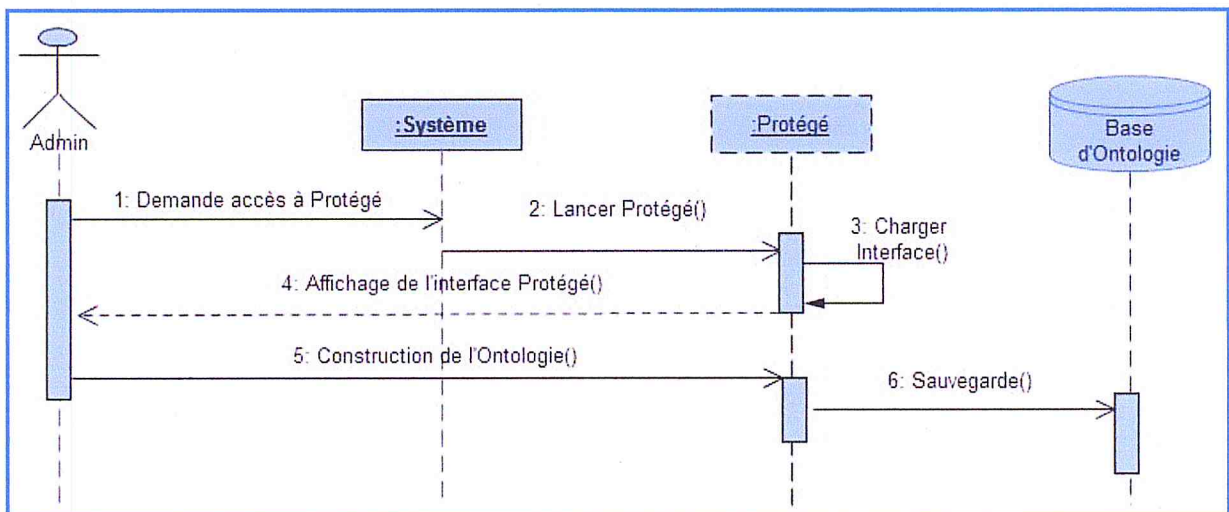 Admin
:Système
:Protégé
Base
d'Ontologie
1: Demande accès à Protégé
2: Lancer Protégé()
3: Charger
Interface()
4: Affichage de l'interface Protégé()
5: Construction de l'Ontologie()
6: Sauvegarde()